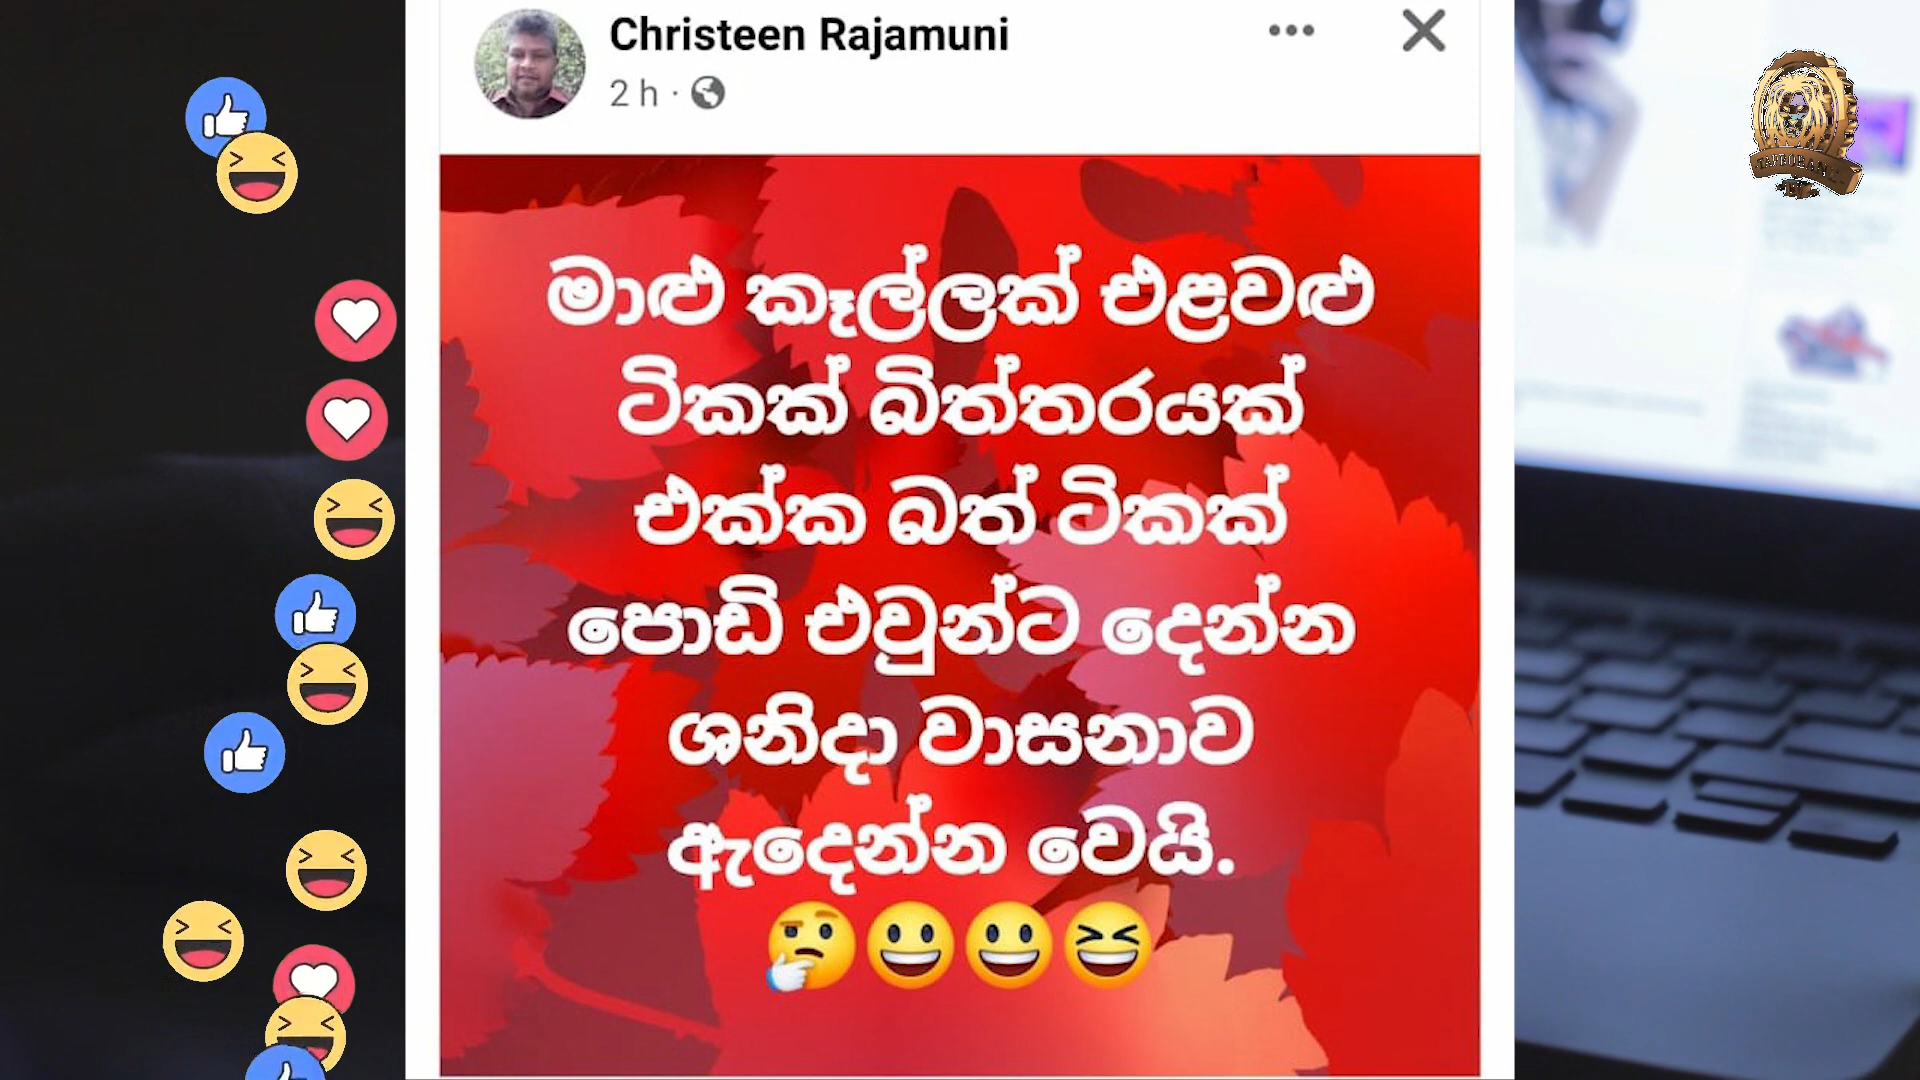 Christeen Rajamuni
2 h ·
මාළු කෑල්ලක් එළවළු
ටිකක් බිත්තරයක්
එක්ක බත් ටිකක්
පොඩි එවුන්ට දෙන්න
ශනිදා වාසනාව
ඇදෙන්න වෙයි.